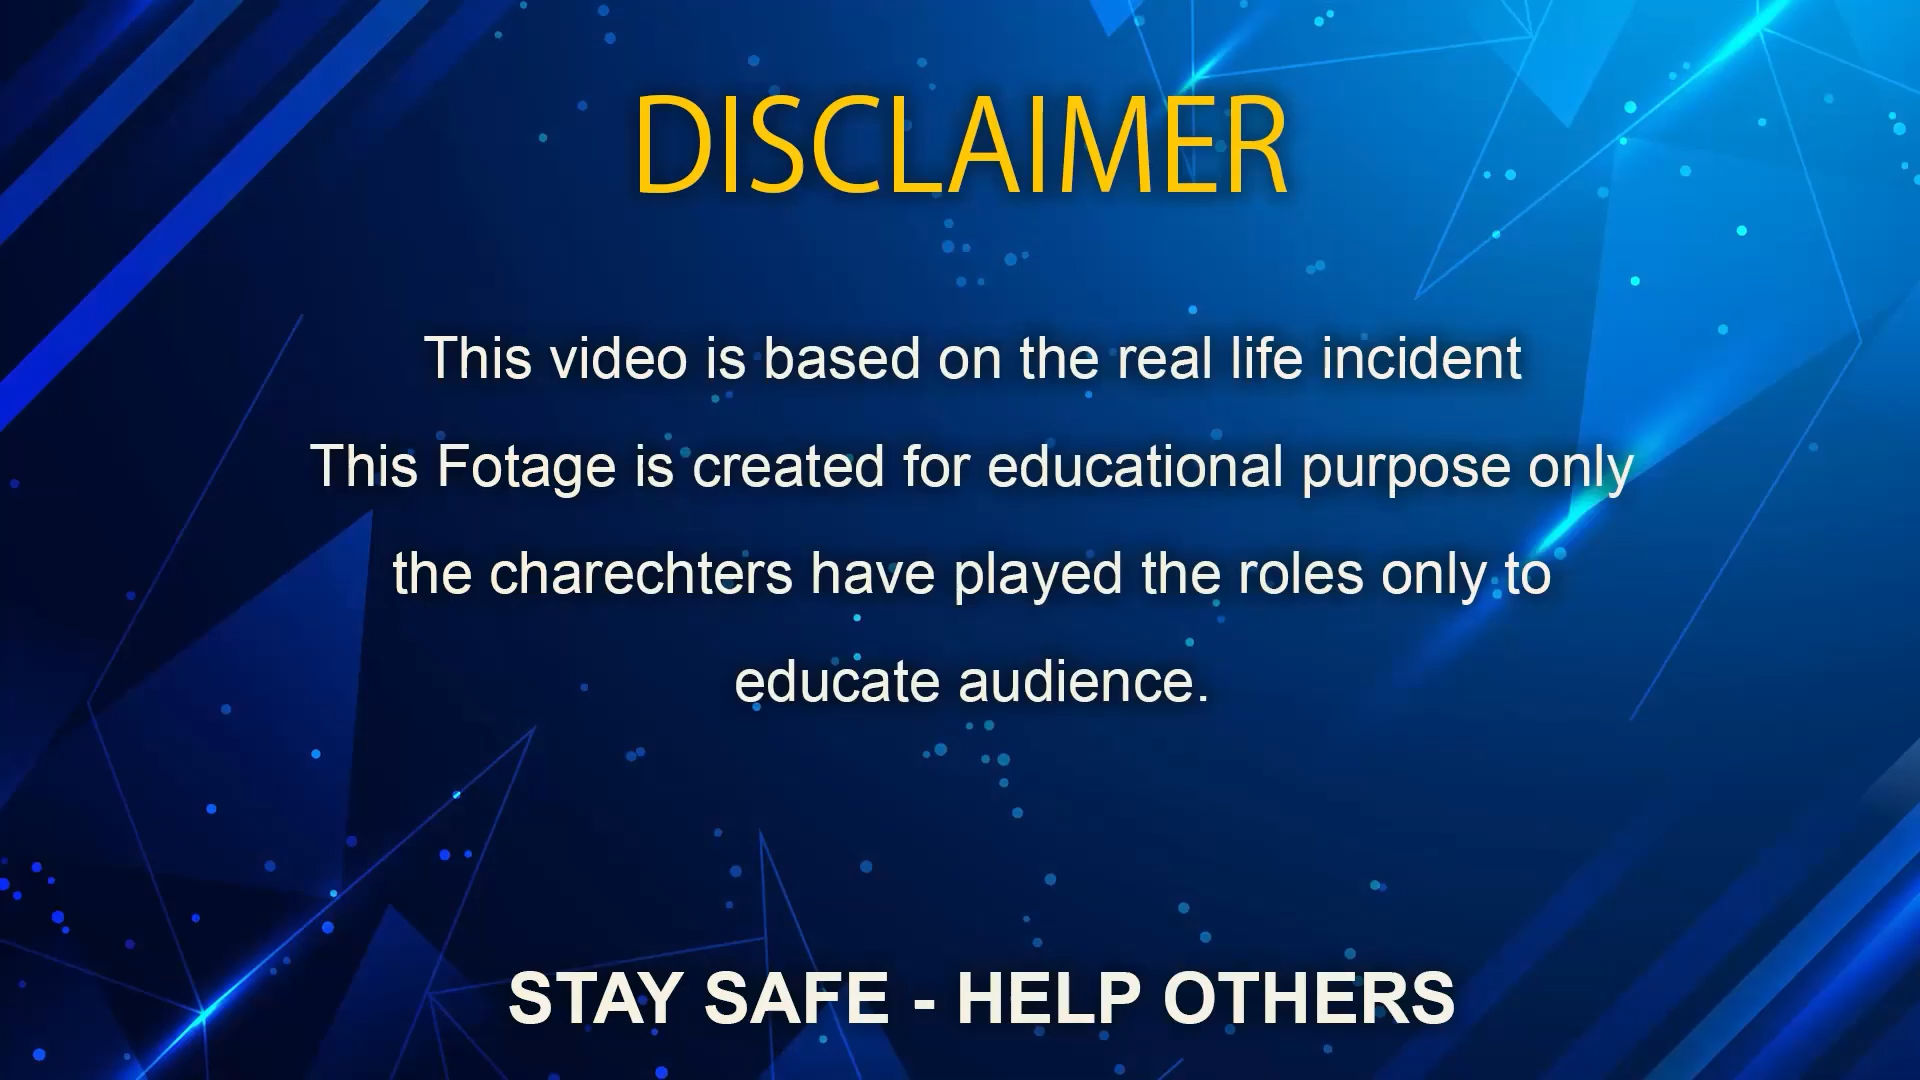 DISCLAIMER
This video is based on the real life incident
This Fotage is created for educational purpose only
the charechters have played the roles only to
educate audience.
STAY SAFE - HELP OTHERS